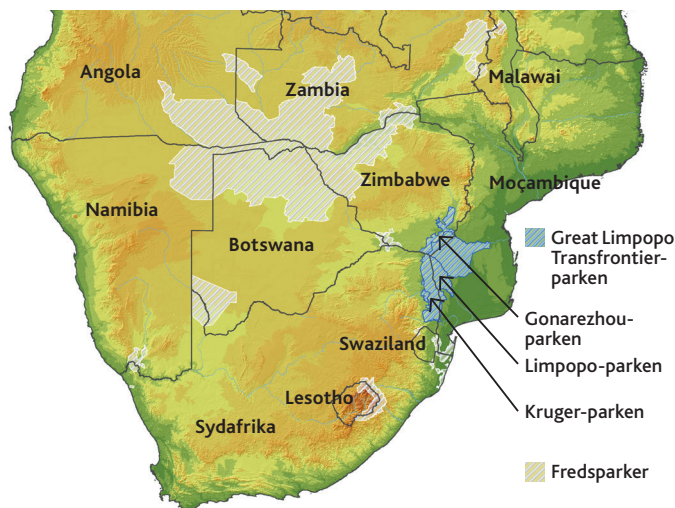 Angola
Zambia
Malawai
Zimbabwe
Moçambique
Namibia
Botswana
Great Limpopo
Transfrontier-
parken
Gonarezhou-
parken
Swaziland
Limpopo-parken
Lesotho
Kruger-parken
Sydafrika
Fredsparker